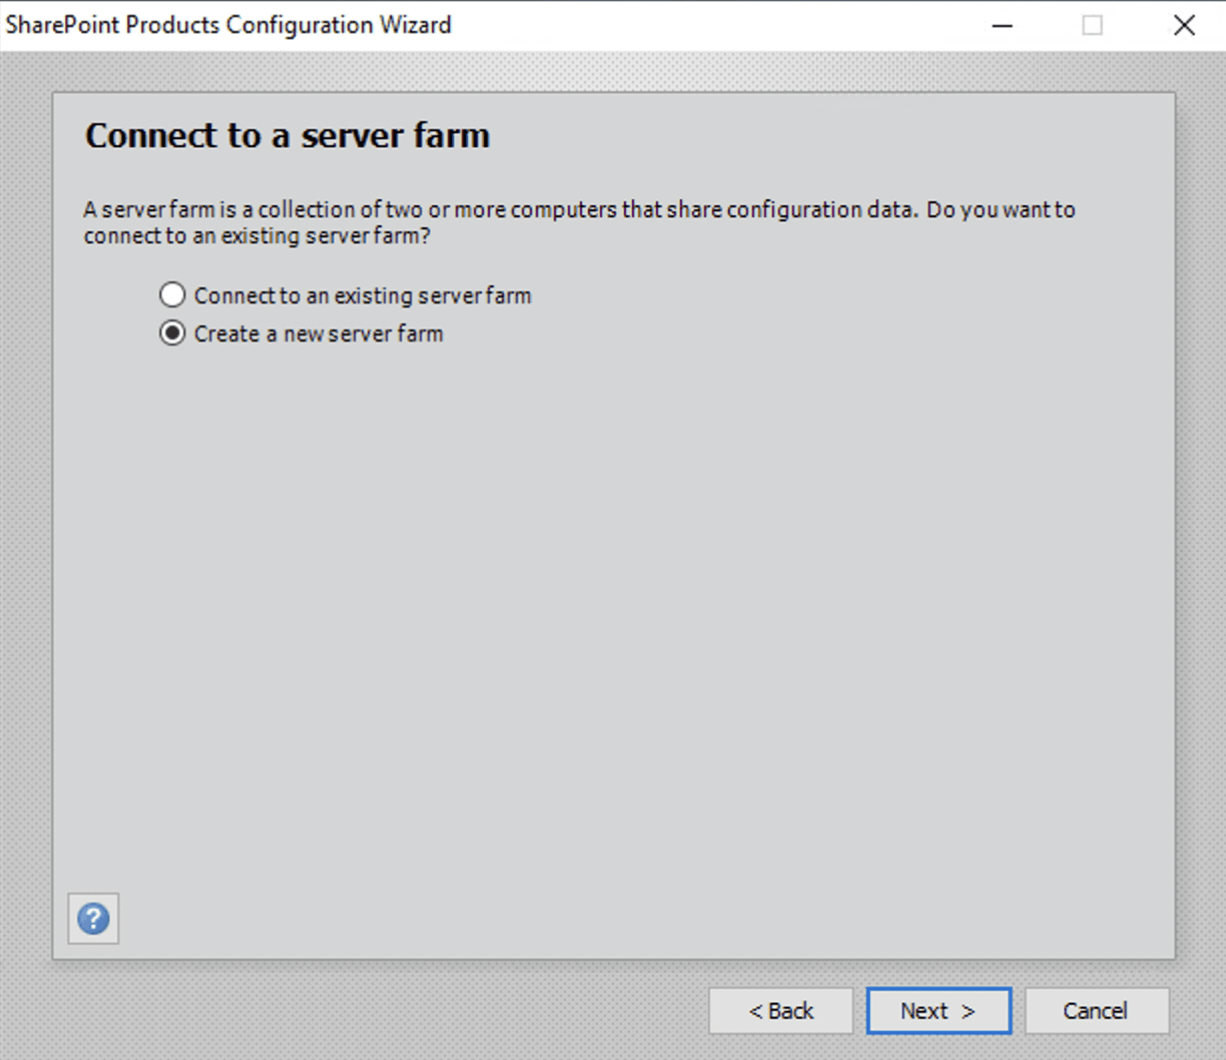 SharePoint Products Configuration Wizard
Connect to a server farm
A server farm is a collection of two or more computers that share configuration data. Do you want to
connect to an existing server farm?
Connect to an existing server farm
Create a new server farm
?
< Back
Next >
Cancel